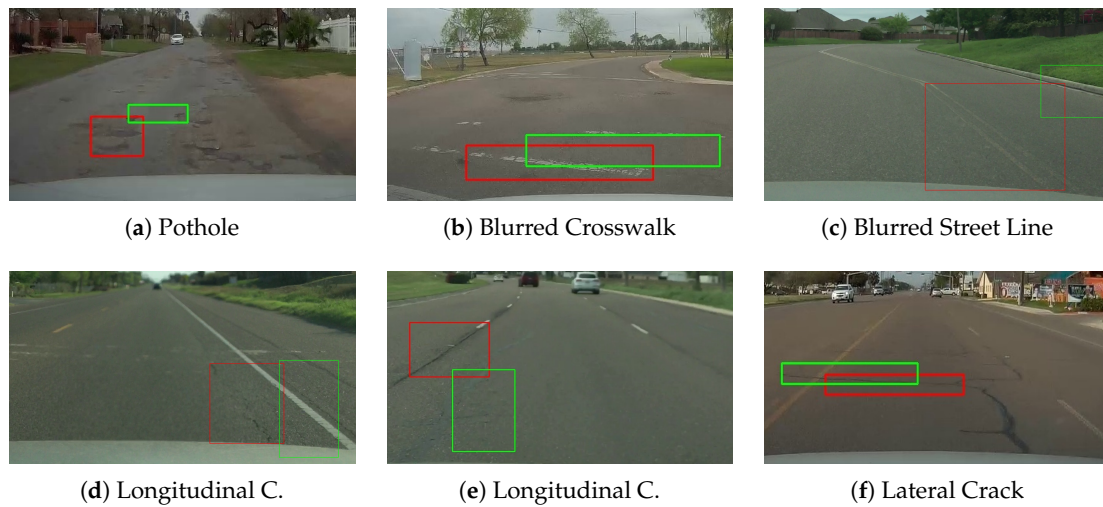 (a) Pothole
(b) Blurred Crosswalk
(c) Blurred Street Line
(d) Longitudinal C.
(e) Longitudinal C.
(f) Lateral Crack